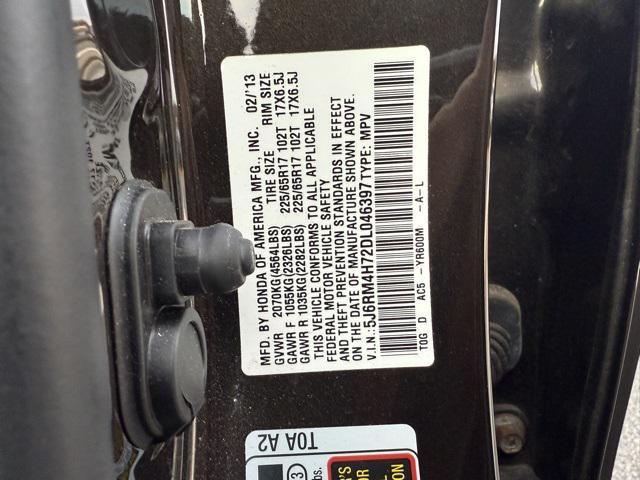 MFD. BY HONDA OF AMERICA MFG., INC. 02/'13
GVWR 2070KG(4564LBS) TIRE SIZE RIM SIZE
GAWR F 1055KG(2326LBS) 225/65R17 102T 17X6.5J
GAWR R 1035KG(2282LBS) 225/65R17 102T 17X6.5J
THIS VEHICLE CONFORMS TO ALL APPLICABLE
FEDERAL MOTOR VEHICLE SAFETY
AND THEFT PREVENTION STANDARDS IN EFFECT
ON THE DATE OF MANUFACTURE SHOWN ABOVE.
V.I.N.:5J6RM4H72DL046397 TYPE: MPV
TOG D AC5 - YR600M - A - L
T0A A2
3
bs.